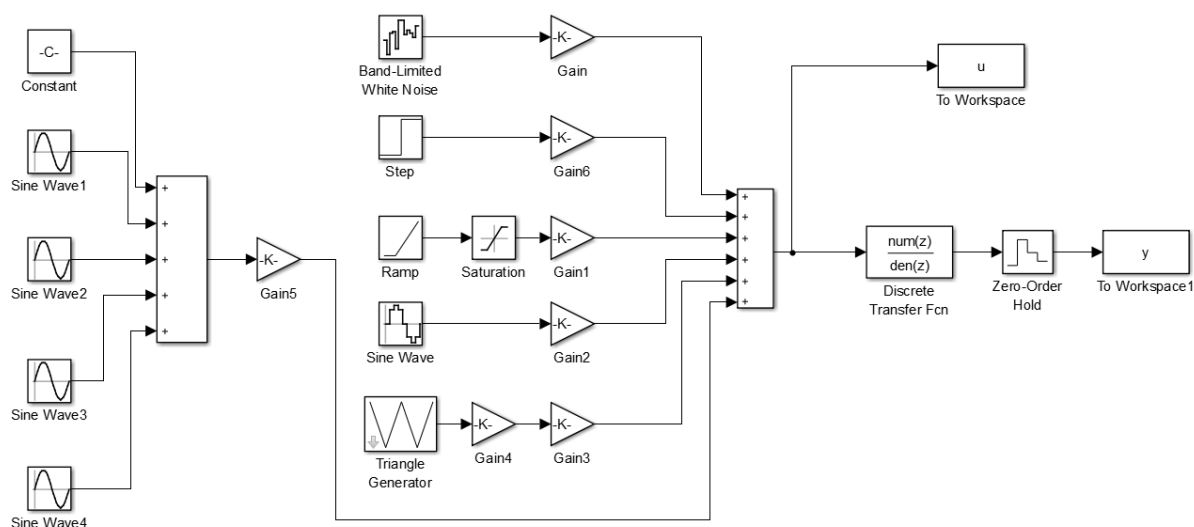 -C-
Constant
Sine Wave1
Sine Wave2
Sine Wave3
Sine Wave4
+
+
+
+
+
-K-
Gain5
Band-Limited
White Noise
-K-
Gain
Step
-K-
Gain6
Ramp
Saturation
-K-
Gain1
Sine Wave
-K-
Gain2
Triangle
Generator
-K-
Gain4
-K-
Gain3
+
+
+
+
+
+
u
To Workspace
num(z)
den(z)
Discrete
Transfer Fcn
Zero-Order
Hold
y
To Workspace1